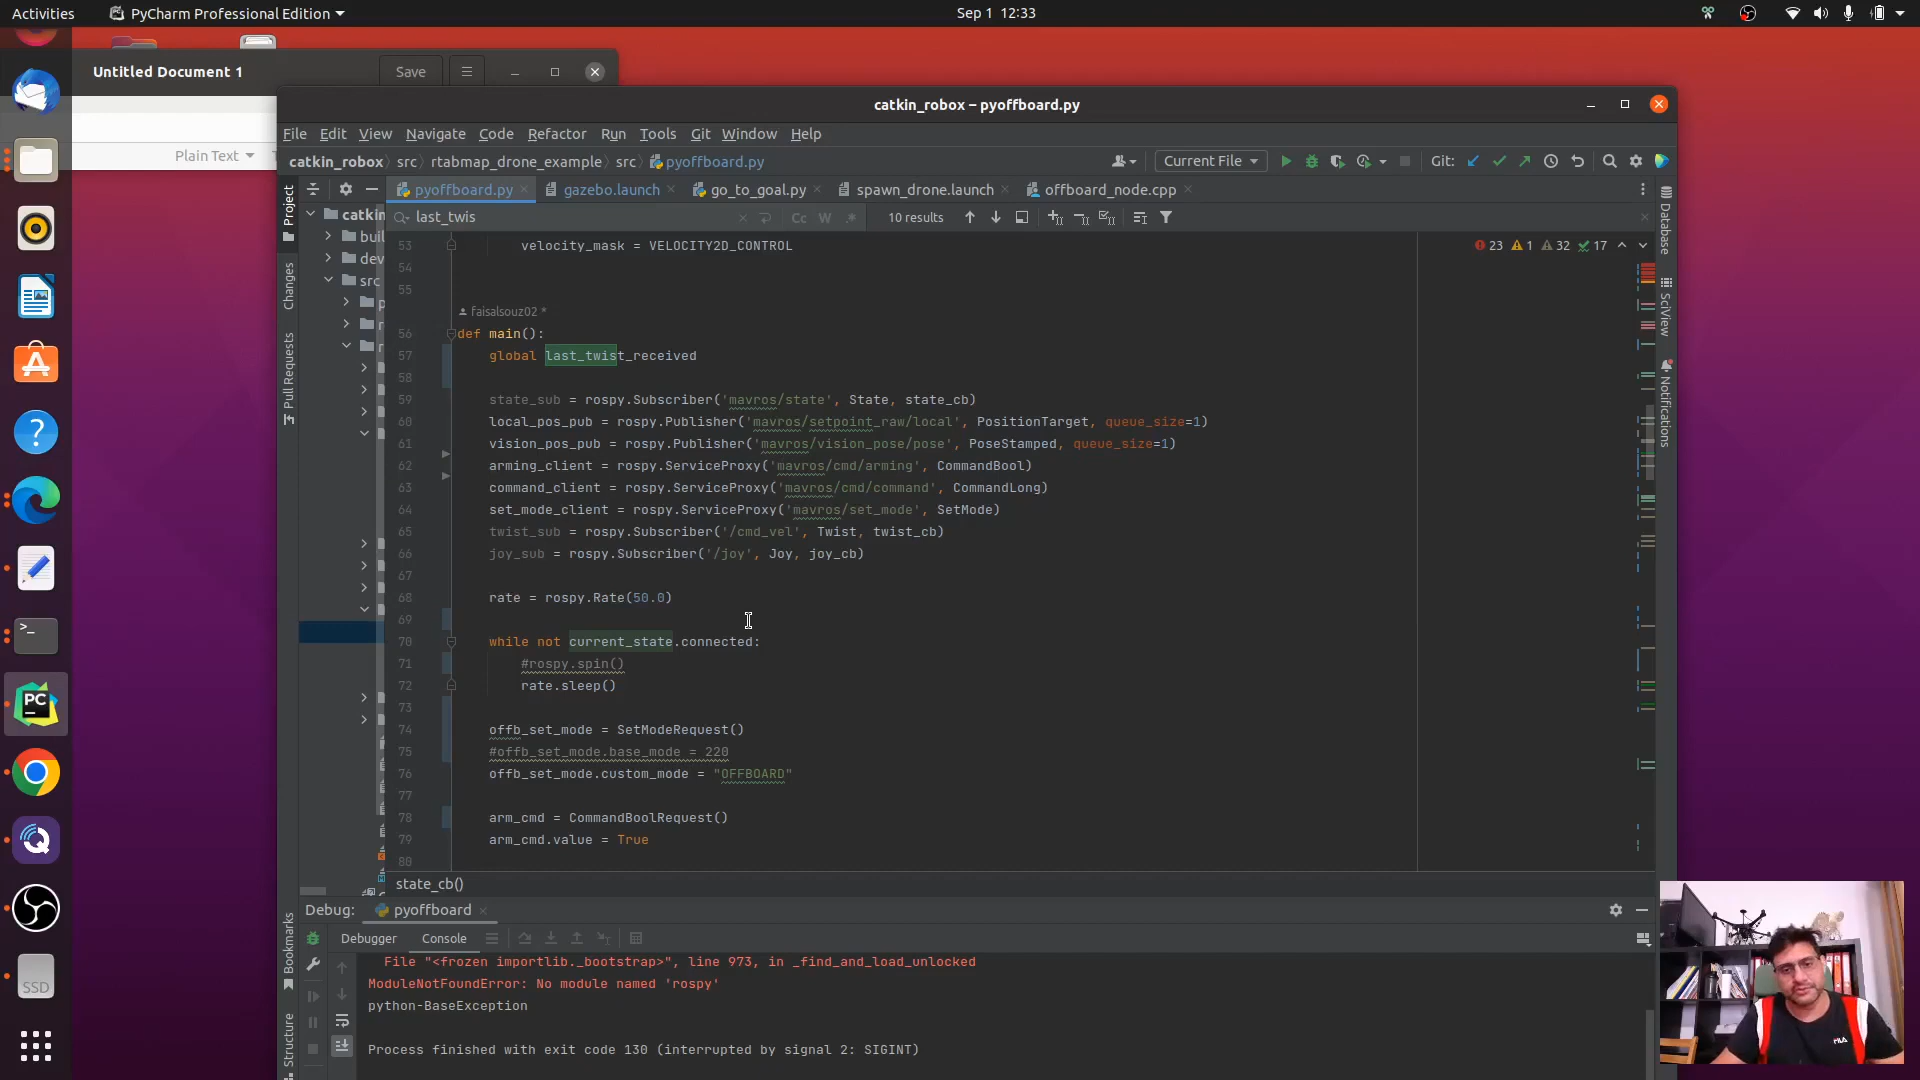 Activities
PyCharm Professional Edition
Sep 1 12:33
Untitled Document 1
Save
Plain Text
catkin_robox – pyoffboard.py
File Edit View Navigate Code Refactor Run Tools Git Window Help
catkin_robox src rtabmap_drone_example src pyoffboard.py
Current File
Git:
Project
pyoffboard.py
gazebo.launch
go_to_goal.py
spawn_drone.launch
offboard_node.cpp
catkin
bui
dev
src
last_twis
Cc W .*
10 results
23 1 32 17
Database
SciView
Notifications
Changes
Pull Requests
53 velocity_mask = VELOCITY2D_CONTROL
54
55
faisalsouz02 *
56 def main():
57 global last_twist_received
58
59 state_sub = rospy.Subscriber('mavros/state', State, state_cb)
60 local_pos_pub = rospy.Publisher('mavros/setpoint_raw/local', PositionTarget, queue_size=1)
61 vision_pos_pub = rospy.Publisher('mavros/vision_pose/pose', PoseStamped, queue_size=1)
62 arming_client = rospy.ServiceProxy('mavros/cmd/arming', CommandBool)
63 command_client = rospy.ServiceProxy('mavros/cmd/command', CommandLong)
64 set_mode_client = rospy.ServiceProxy('mavros/set_mode', SetMode)
65 twist_sub = rospy.Subscriber('/cmd_vel', Twist, twist_cb)
66 joy_sub = rospy.Subscriber('/joy', Joy, joy_cb)
67
68 rate = rospy.Rate(50.0)
69
70 while not current_state.connected:
71 #rospy.spin()
72 rate.sleep()
73
74 offb_set_mode = SetModeRequest()
75 #offb_set_mode.base_mode = 220
76 offb_set_mode.custom_mode = "OFFBOARD"
77
78 arm_cmd = CommandBoolRequest()
79 arm_cmd.value = True
80
state_cb()
Debug: pyoffboard
Debugger Console
Bookmarks
Structure
File "<frozen importlib._bootstrap>", line 973, in _find_and_load_unlocked
ModuleNotFoundError: No module named 'rospy'
python-BaseException
Process finished with exit code 130 (interrupted by signal 2: SIGINT)
PC
SSD
FILA